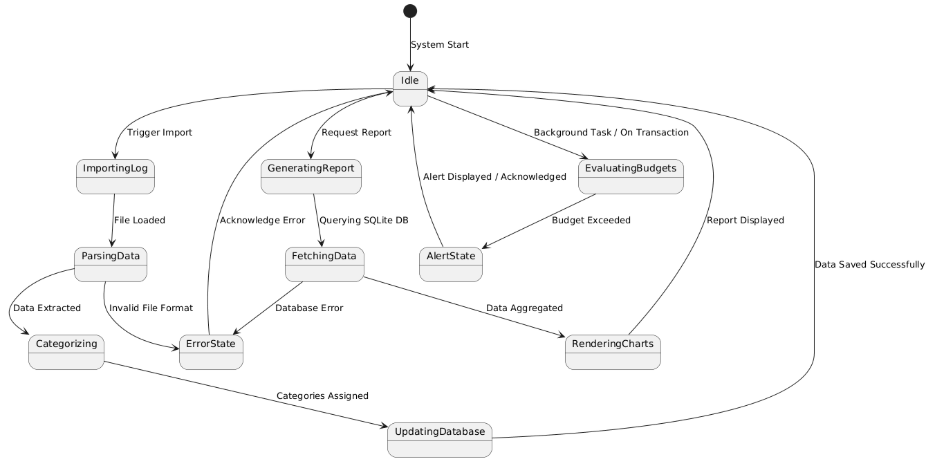 System Start
Idle
Trigger Import
Request Report
Background Task / On Transaction
ImportingLog
GeneratingReport
EvaluatingBudgets
Alert Displayed / Acknowledged
File Loaded
Acknowledge Error
Querying SQLite DB
Budget Exceeded
Report Displayed
ParsingData
FetchingData
AlertState
Data Saved Successfully
Data Extracted
Invalid File Format
Database Error
Data Aggregated
Categorizing
ErrorState
RenderingCharts
Categories Assigned
UpdatingDatabase